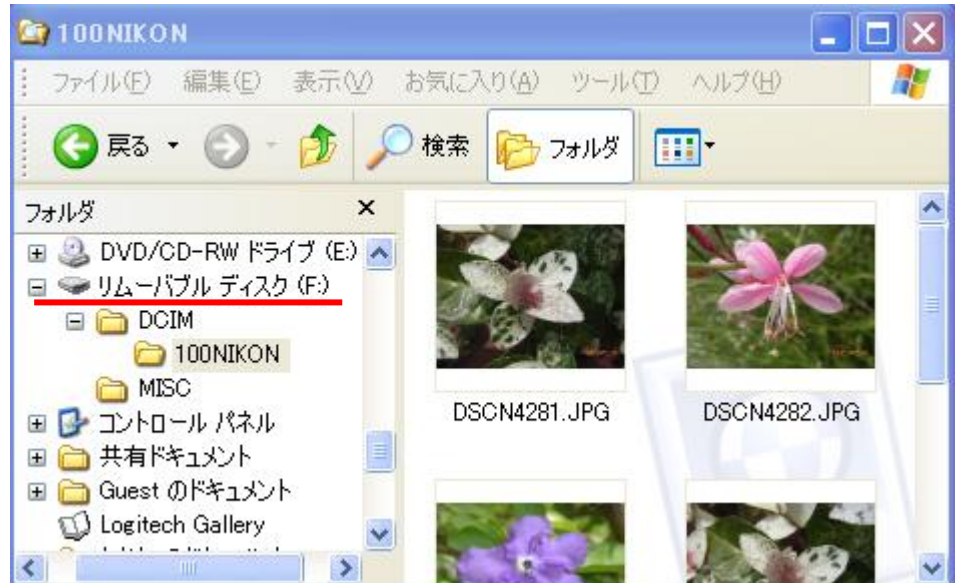 100NIKON
ファイル(F) 編集(E) 表示(V) お気に入り(A) ツール(T) ヘルプ(H)
戻る 検索 フォルダ
フォルダ
DVD/CD-RW ドライブ (E:)
リムーバブル ディスク (F:)
DCIM
100NIKON
MISC
コントロール パネル
共有ドキュメント
Guest のドキュメント
Logitech Gallery
DSCN4281.JPG
DSCN4282.JPG